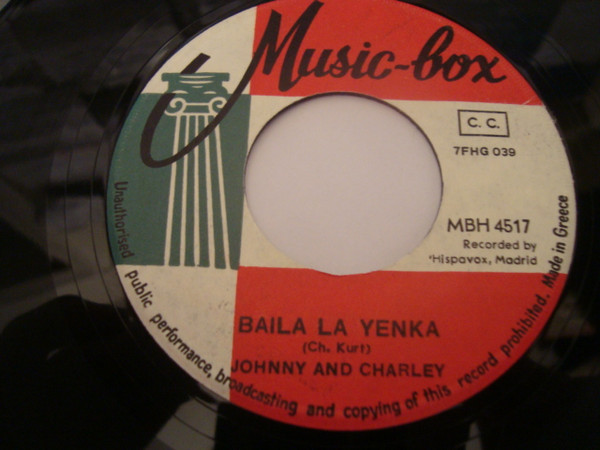 Music-box
C. C.
7FHG 039
MBH 4517
Recorded by
'Hispavox, Madrid
BAILA LA YENKA
(Ch. Kurt)
JOHNNY AND CHARLEY
Unauthorised public performance, broadcasting and copying of this record prohibited. Made in Greece